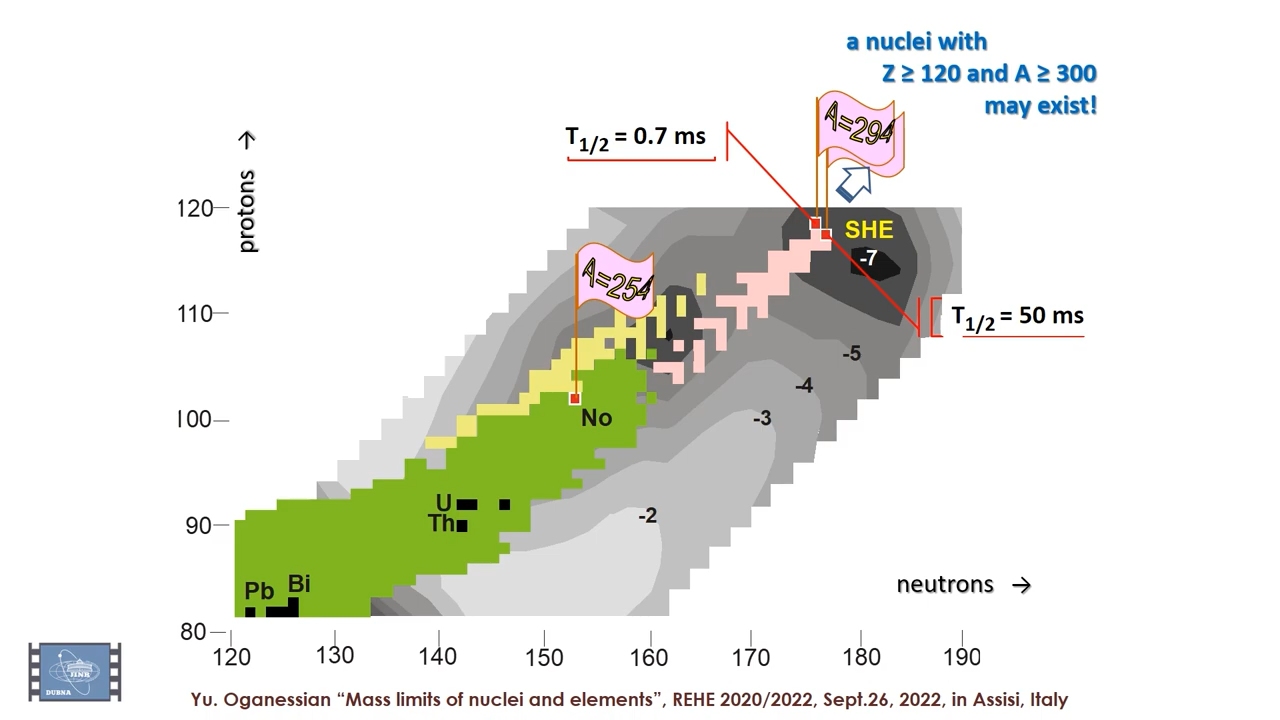 a nuclei with
Z ≥ 120 and A ≥ 300
may exist!
A=294
T1/2 = 0.7 ms
protons →
120
SHE
-7
A=254
110
T1/2 = 50 ms
-5
-4
100
No
-3
U
-2
Th
90
neutrons →
Pb
Bi
80
120
130
140
150
160
170
180
190
JINR
DUBNA
Yu. Oganessian “Mass limits of nuclei and elements”, REHE 2020/2022, Sept.26, 2022, in Assisi, Italy